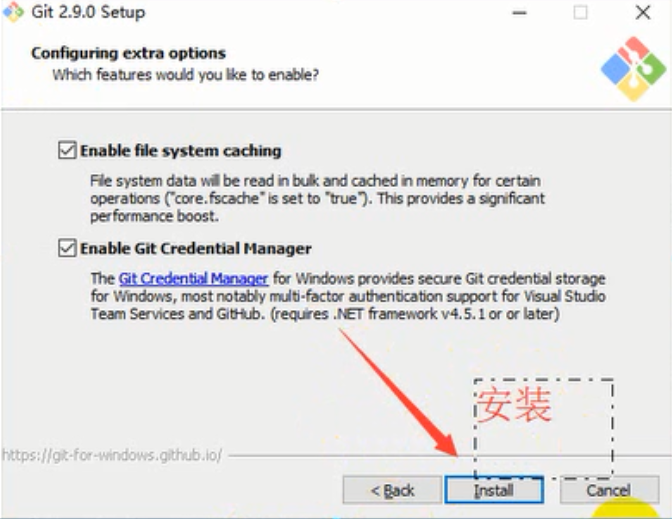 Git 2.9.0 Setup
Configuring extra options
Which features would you like to enable?
Enable file system caching
File system data will be read in bulk and cached in memory for certain
operations ("core.fscache" is set to "true"). This provides a significant
performance boost.
Enable Git Credential Manager
The Git Credential Manager for Windows provides secure Git credential storage
for Windows, most notably multi-factor authentication support for Visual Studio
Team Services and GitHub. (requires .NET framework v4.5.1 or or later)
安装
https://git-for-windows.github.io/
< Back
Install
Cancel